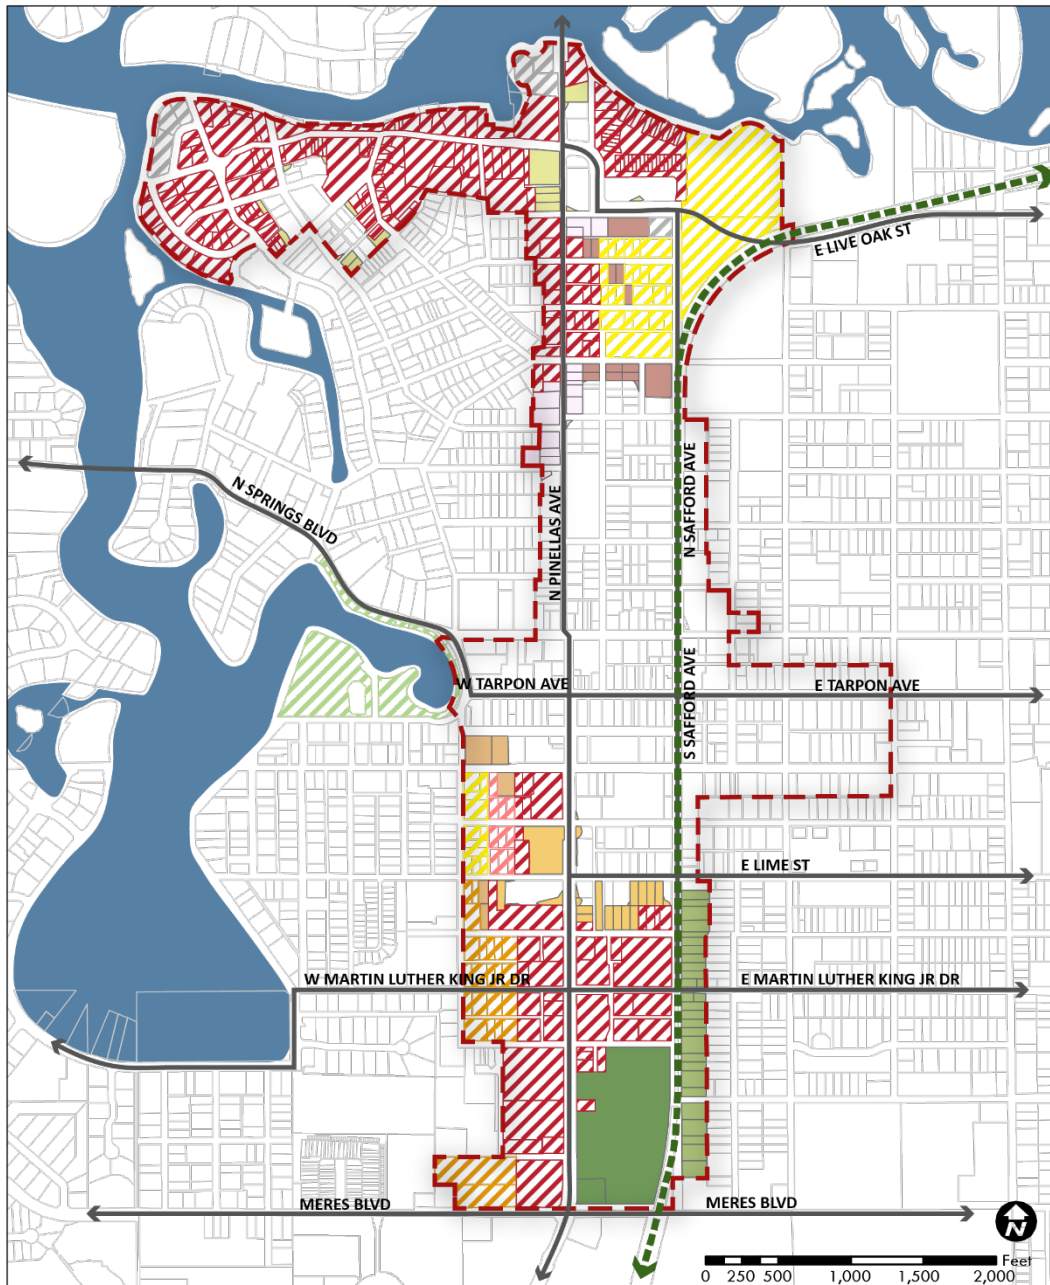 E LIVE OAK ST
N SPRINGS BLVD
N PINELLAS AVE
N SAFFORD AVE
S SAFFORD AVE
W TARPON AVE
E TARPON AVE
E LIME ST
W MARTIN LUTHER KING JR DR
E MARTIN LUTHER KING JR DR
MERES BLVD
MERES BLVD
N
Feet
0 250 500 1,000 1,500 2,000